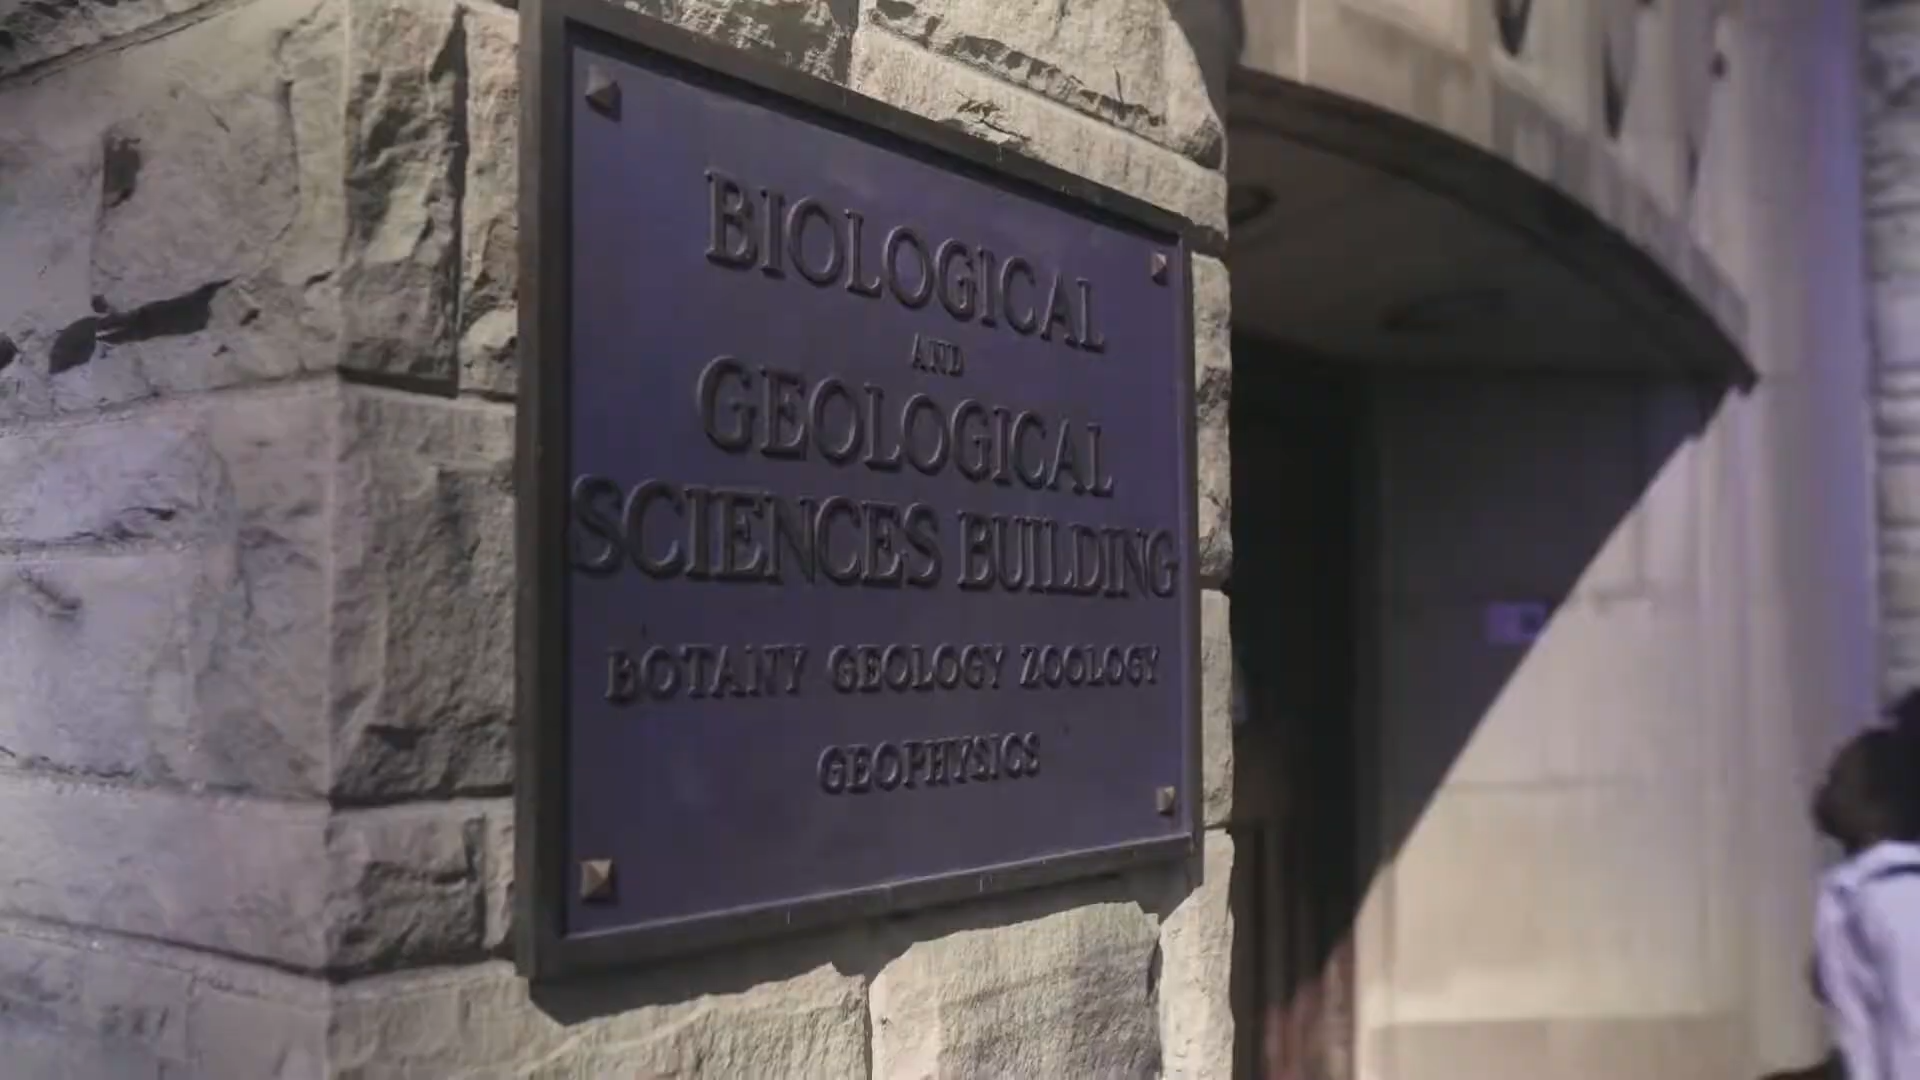 BIOLOGICAL
AND
GEOLOGICAL
SCIENCES BUILDING
BOTANY GEOLOGY ZOOLOGY
GEOPHYSICS